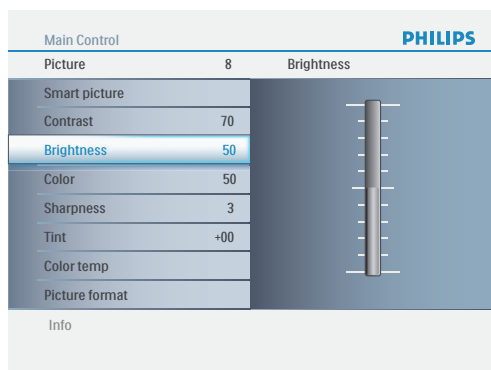 Main Control PHILIPS
Picture 8 Brightness
Smart picture
Contrast 70
Brightness 50
Color 50
Sharpness 3
Tint +00
Color temp
Picture format
Info